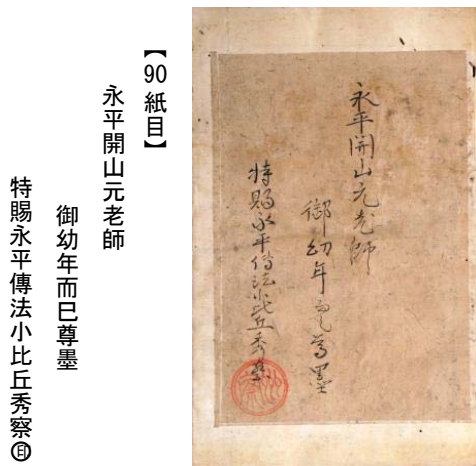 【90紙目】
永平開山元老師
御幼年而巳尊墨
特賜永平傳法小比丘秀察㊞
永平開山元老師
御幼年而已尊墨
特賜永平傳法小比丘秀察